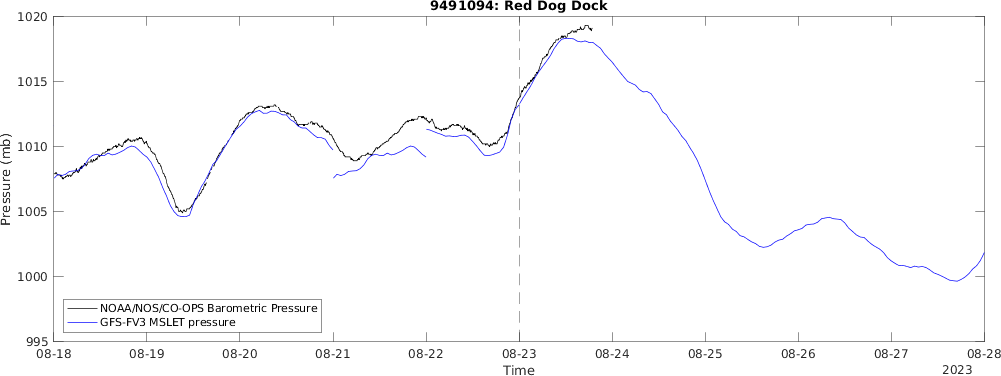 9491094: Red Dog Dock
1020
1015
1010
1005
1000
995
Pressure (mb)
NOAA/NOS/CO-OPS Barometric Pressure
GFS-FV3 MSLET pressure
08-18 08-19 08-20 08-21 08-22 08-23 08-24 08-25 08-26 08-27 08-28
Time
2023